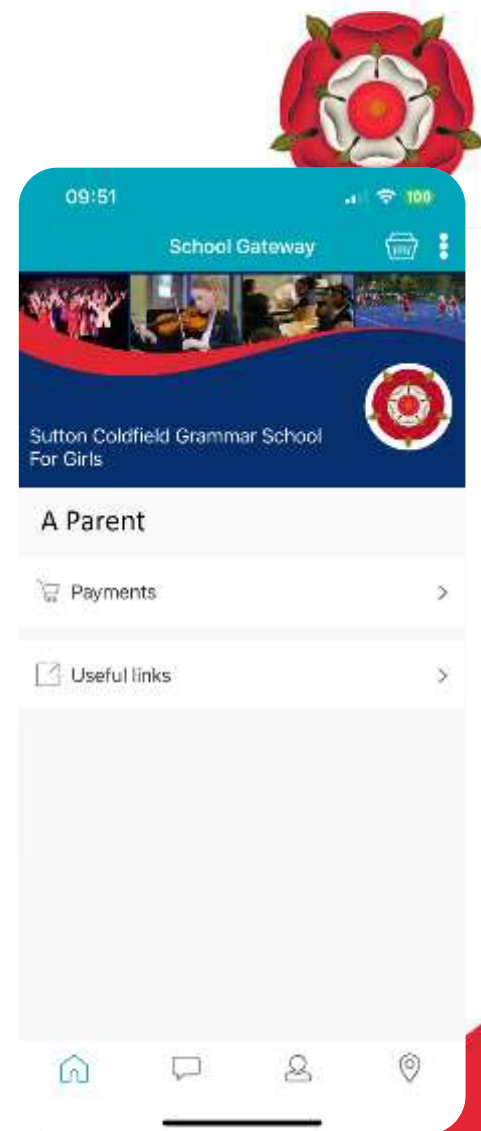 09:51
100
School Gateway
Sutton Coldfield Grammar School
For Girls
A Parent
Payments
Useful links